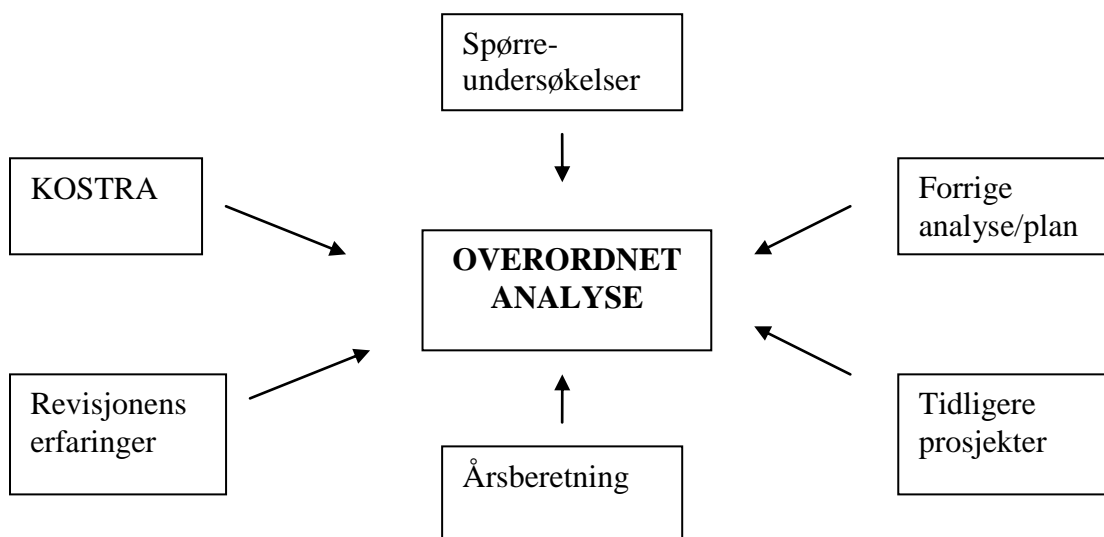 Spørre-
undersøkelser
KOSTRA
Forrige
analyse/plan
OVERORDNET
ANALYSE
Revisjonens
erfaringer
Tidligere
prosjekter
Årsberetning